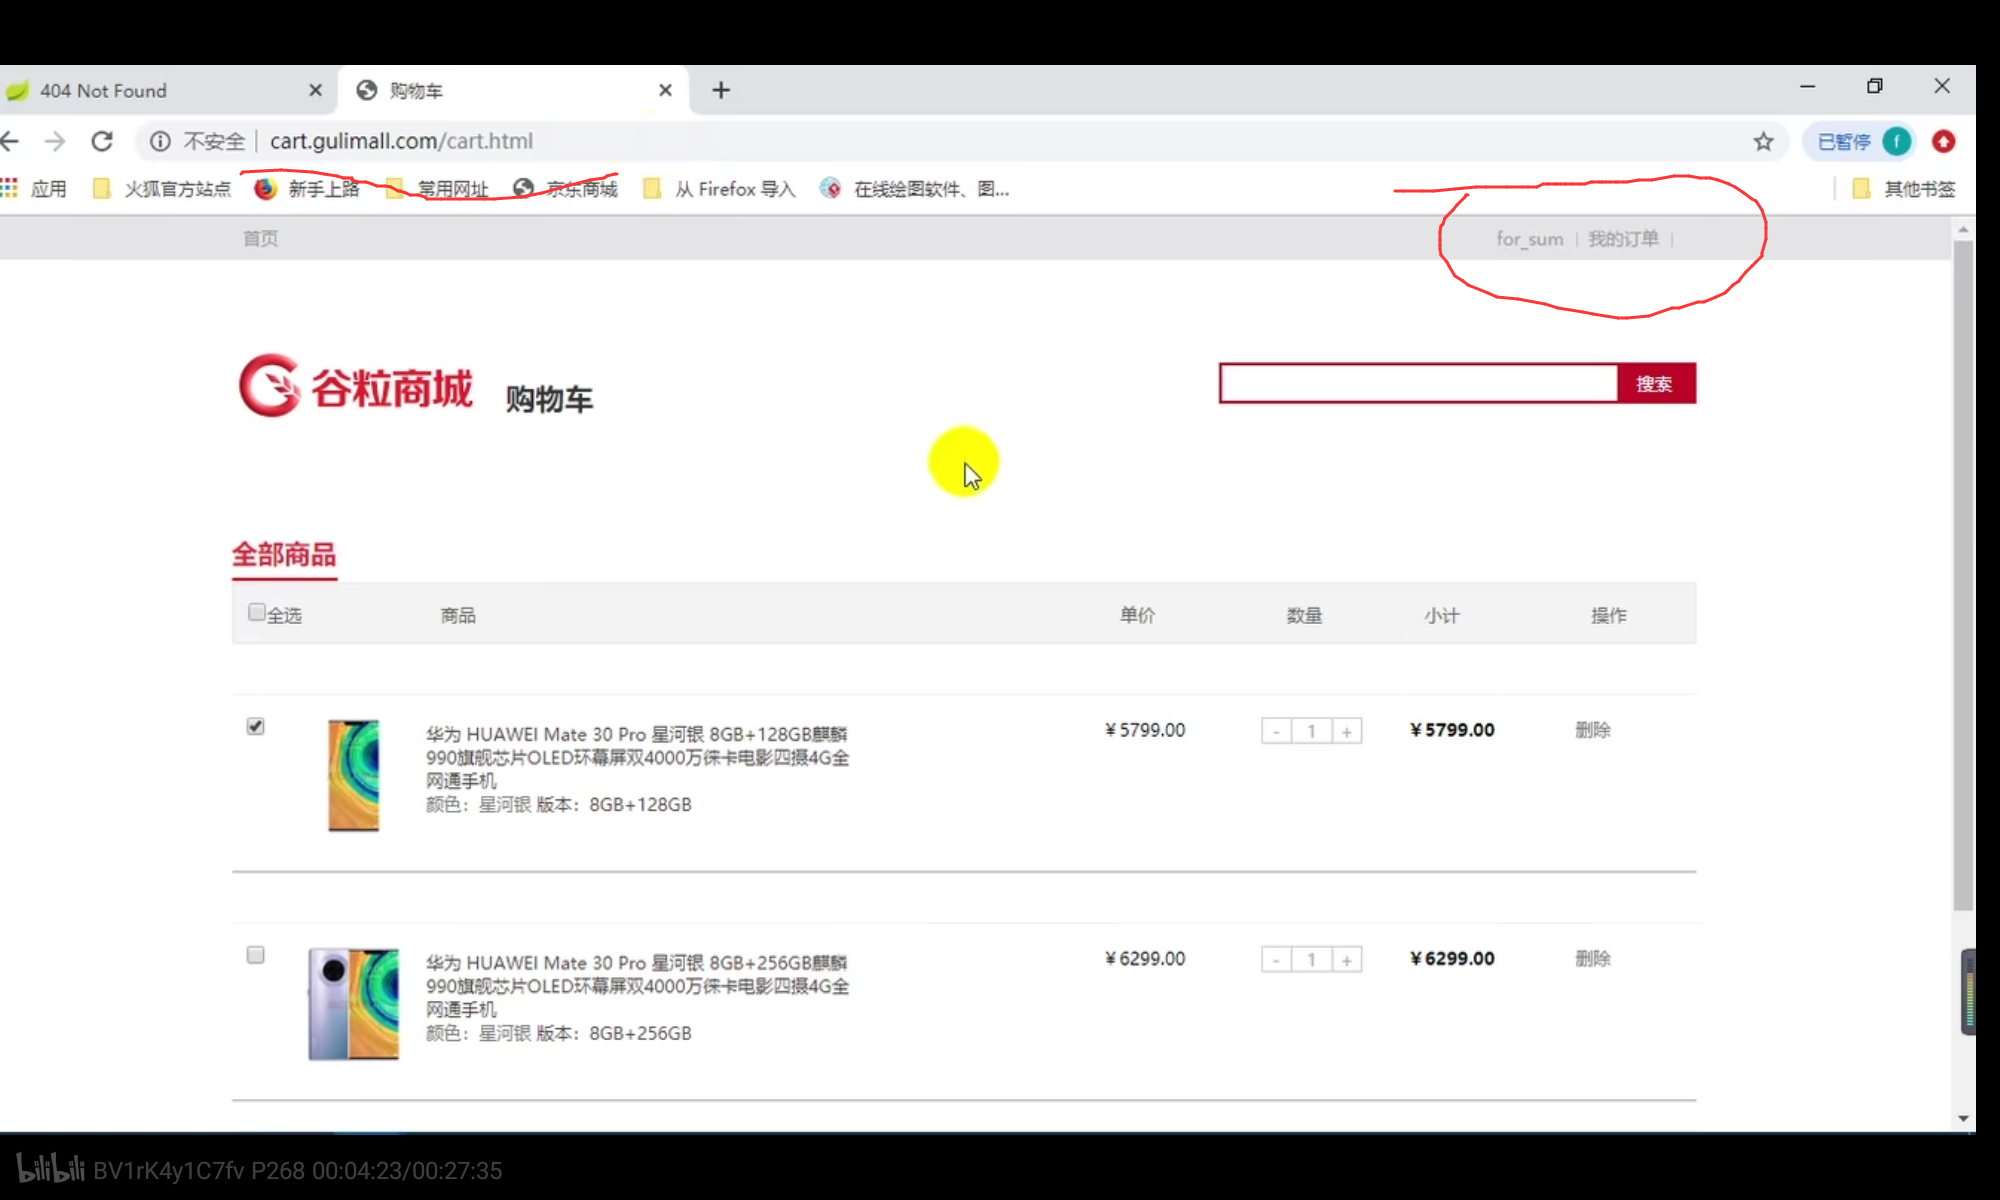 404 Not Found
购物车
不安全 | cart.gulimall.com/cart.html
已暂停 f
应用 火狐官方站点 新手上路 常用网址 京东商城 从 Firefox 导入 在线绘图软件、图... 其他书签
首页 for_sum | 我的订单 |
谷粒商城 购物车 搜索
全部商品
全选 商品 单价 数量 小计 操作
华为 HUAWEI Mate 30 Pro 星河银 8GB+128GB麒麟
990旗舰芯片OLED环幕屏双4000万徕卡电影四摄4G全
网通手机
颜色：星河银 版本：8GB+128GB
¥5799.00 - 1 + ¥5799.00 删除
华为 HUAWEI Mate 30 Pro 星河银 8GB+256GB麒麟
990旗舰芯片OLED环幕屏双4000万徕卡电影四摄4G全
网通手机
颜色：星河银 版本：8GB+256GB
¥6299.00 - 1 + ¥6299.00 删除
bilibili BV1rK4y1C7fv P268 00:04:23/00:27:35